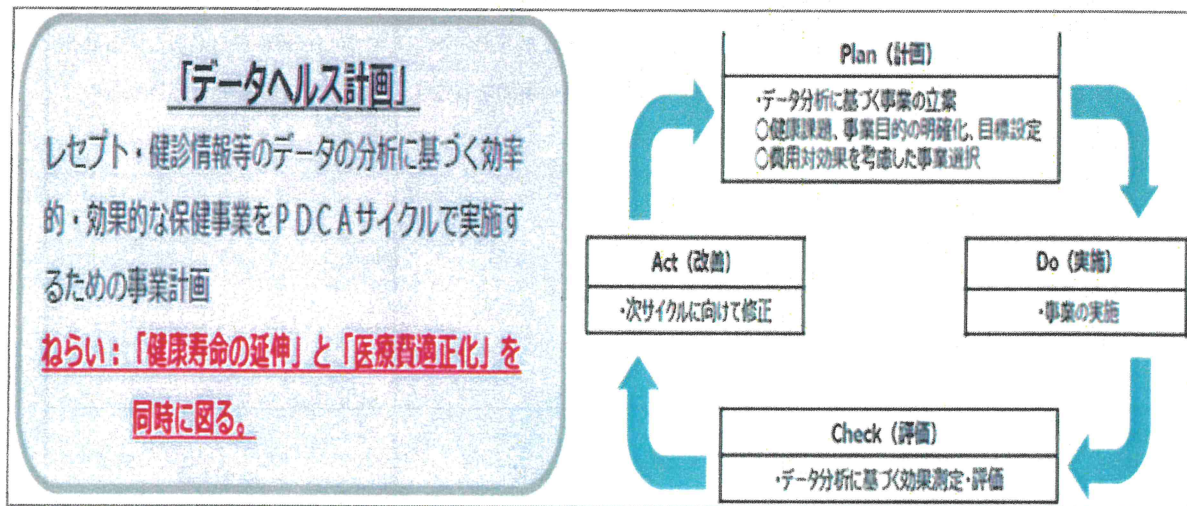 「データヘルス計画」
レセプト・健診情報等のデータの分析に基づく効率
的・効果的な保健事業をPDCAサイクルで実施す
るための事業計画
ねらい：「健康寿命の延伸」と「医療費適正化」を
同時に図る。
Plan（計画）
・データ分析に基づく事業の立案
○健康課題、事業目的の明確化、目標設定
○費用対効果を考慮した事業選択
Act（改善）
・次サイクルに向けて修正
Do（実施）
・事業の実施
Check（評価）
・データ分析に基づく効果測定・評価